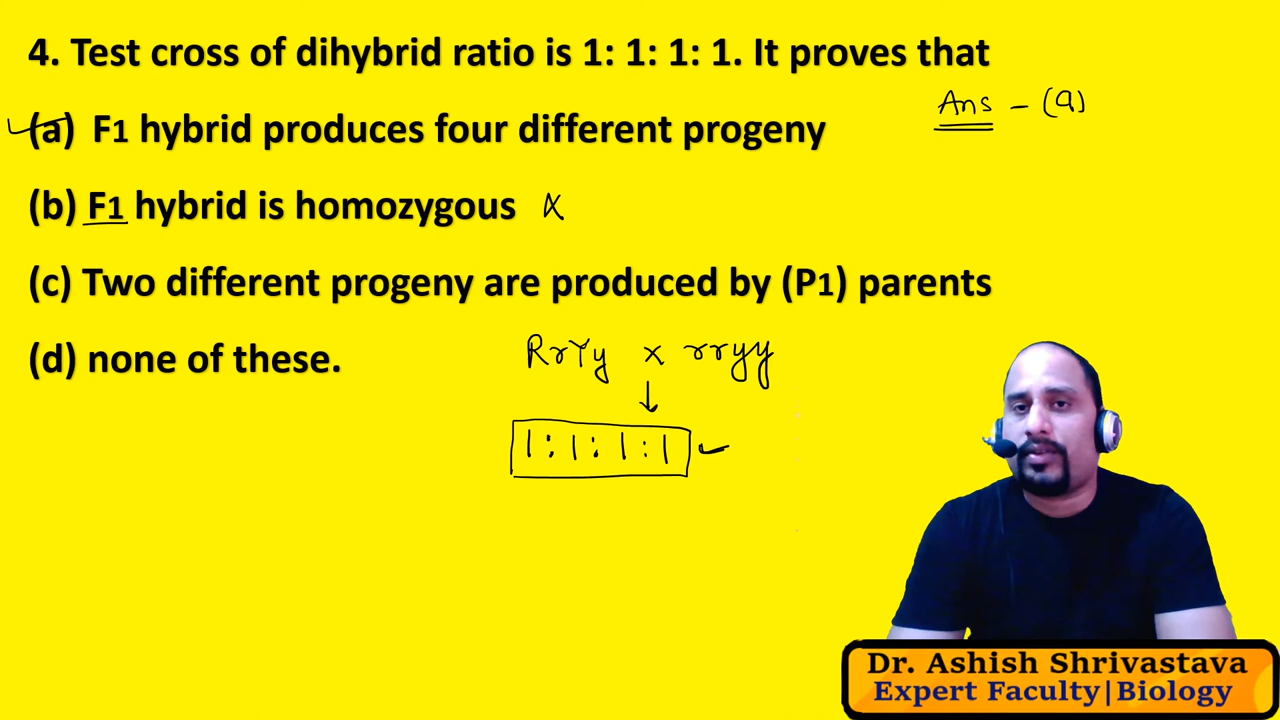 4. Test cross of dihybrid ratio is 1: 1: 1: 1. It proves that
Ans - (a)
(a) F1 hybrid produces four different progeny
(b) F1 hybrid is homozygous ×
(c) Two different progeny are produced by (P1) parents
(d) none of these.
RrYy × rryy
↓
1:1:1:1 ✓
Dr. Ashish Shrivastava
Expert Faculty|Biology